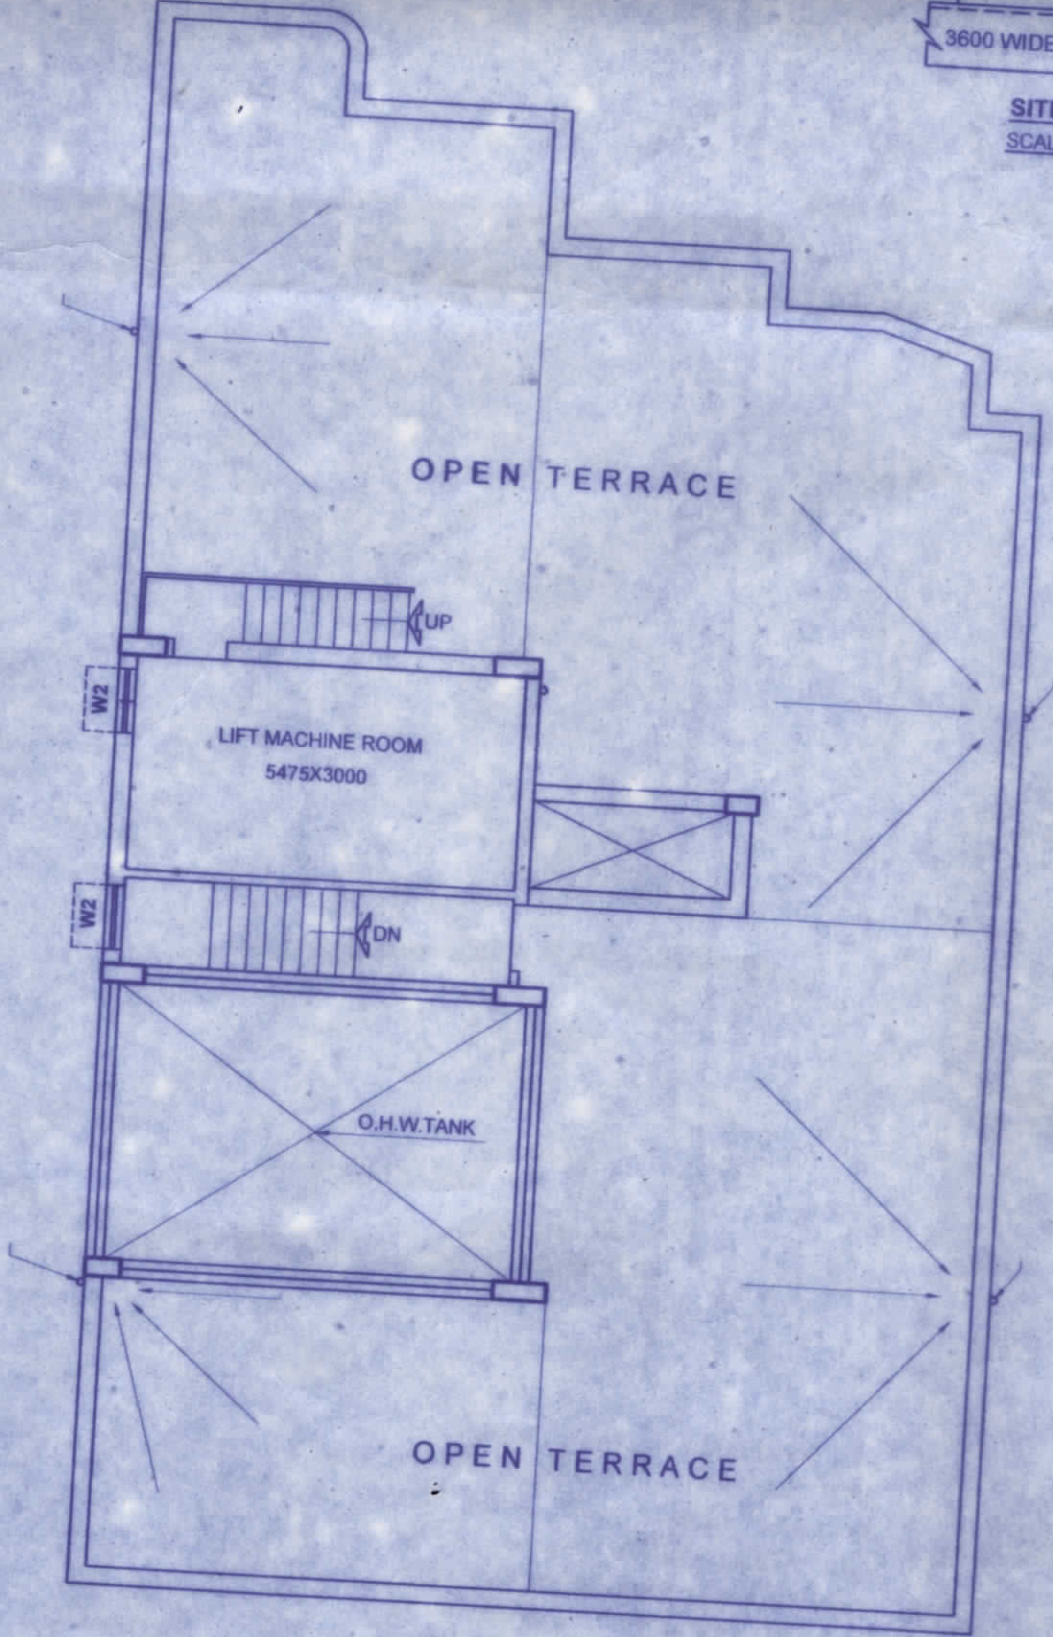 3600 WIDE
OPEN TERRACE
UP
W2
LIFT MACHINE ROOM
5475X3000
W2
DN
O.H.W.TANK
OPEN TERRACE